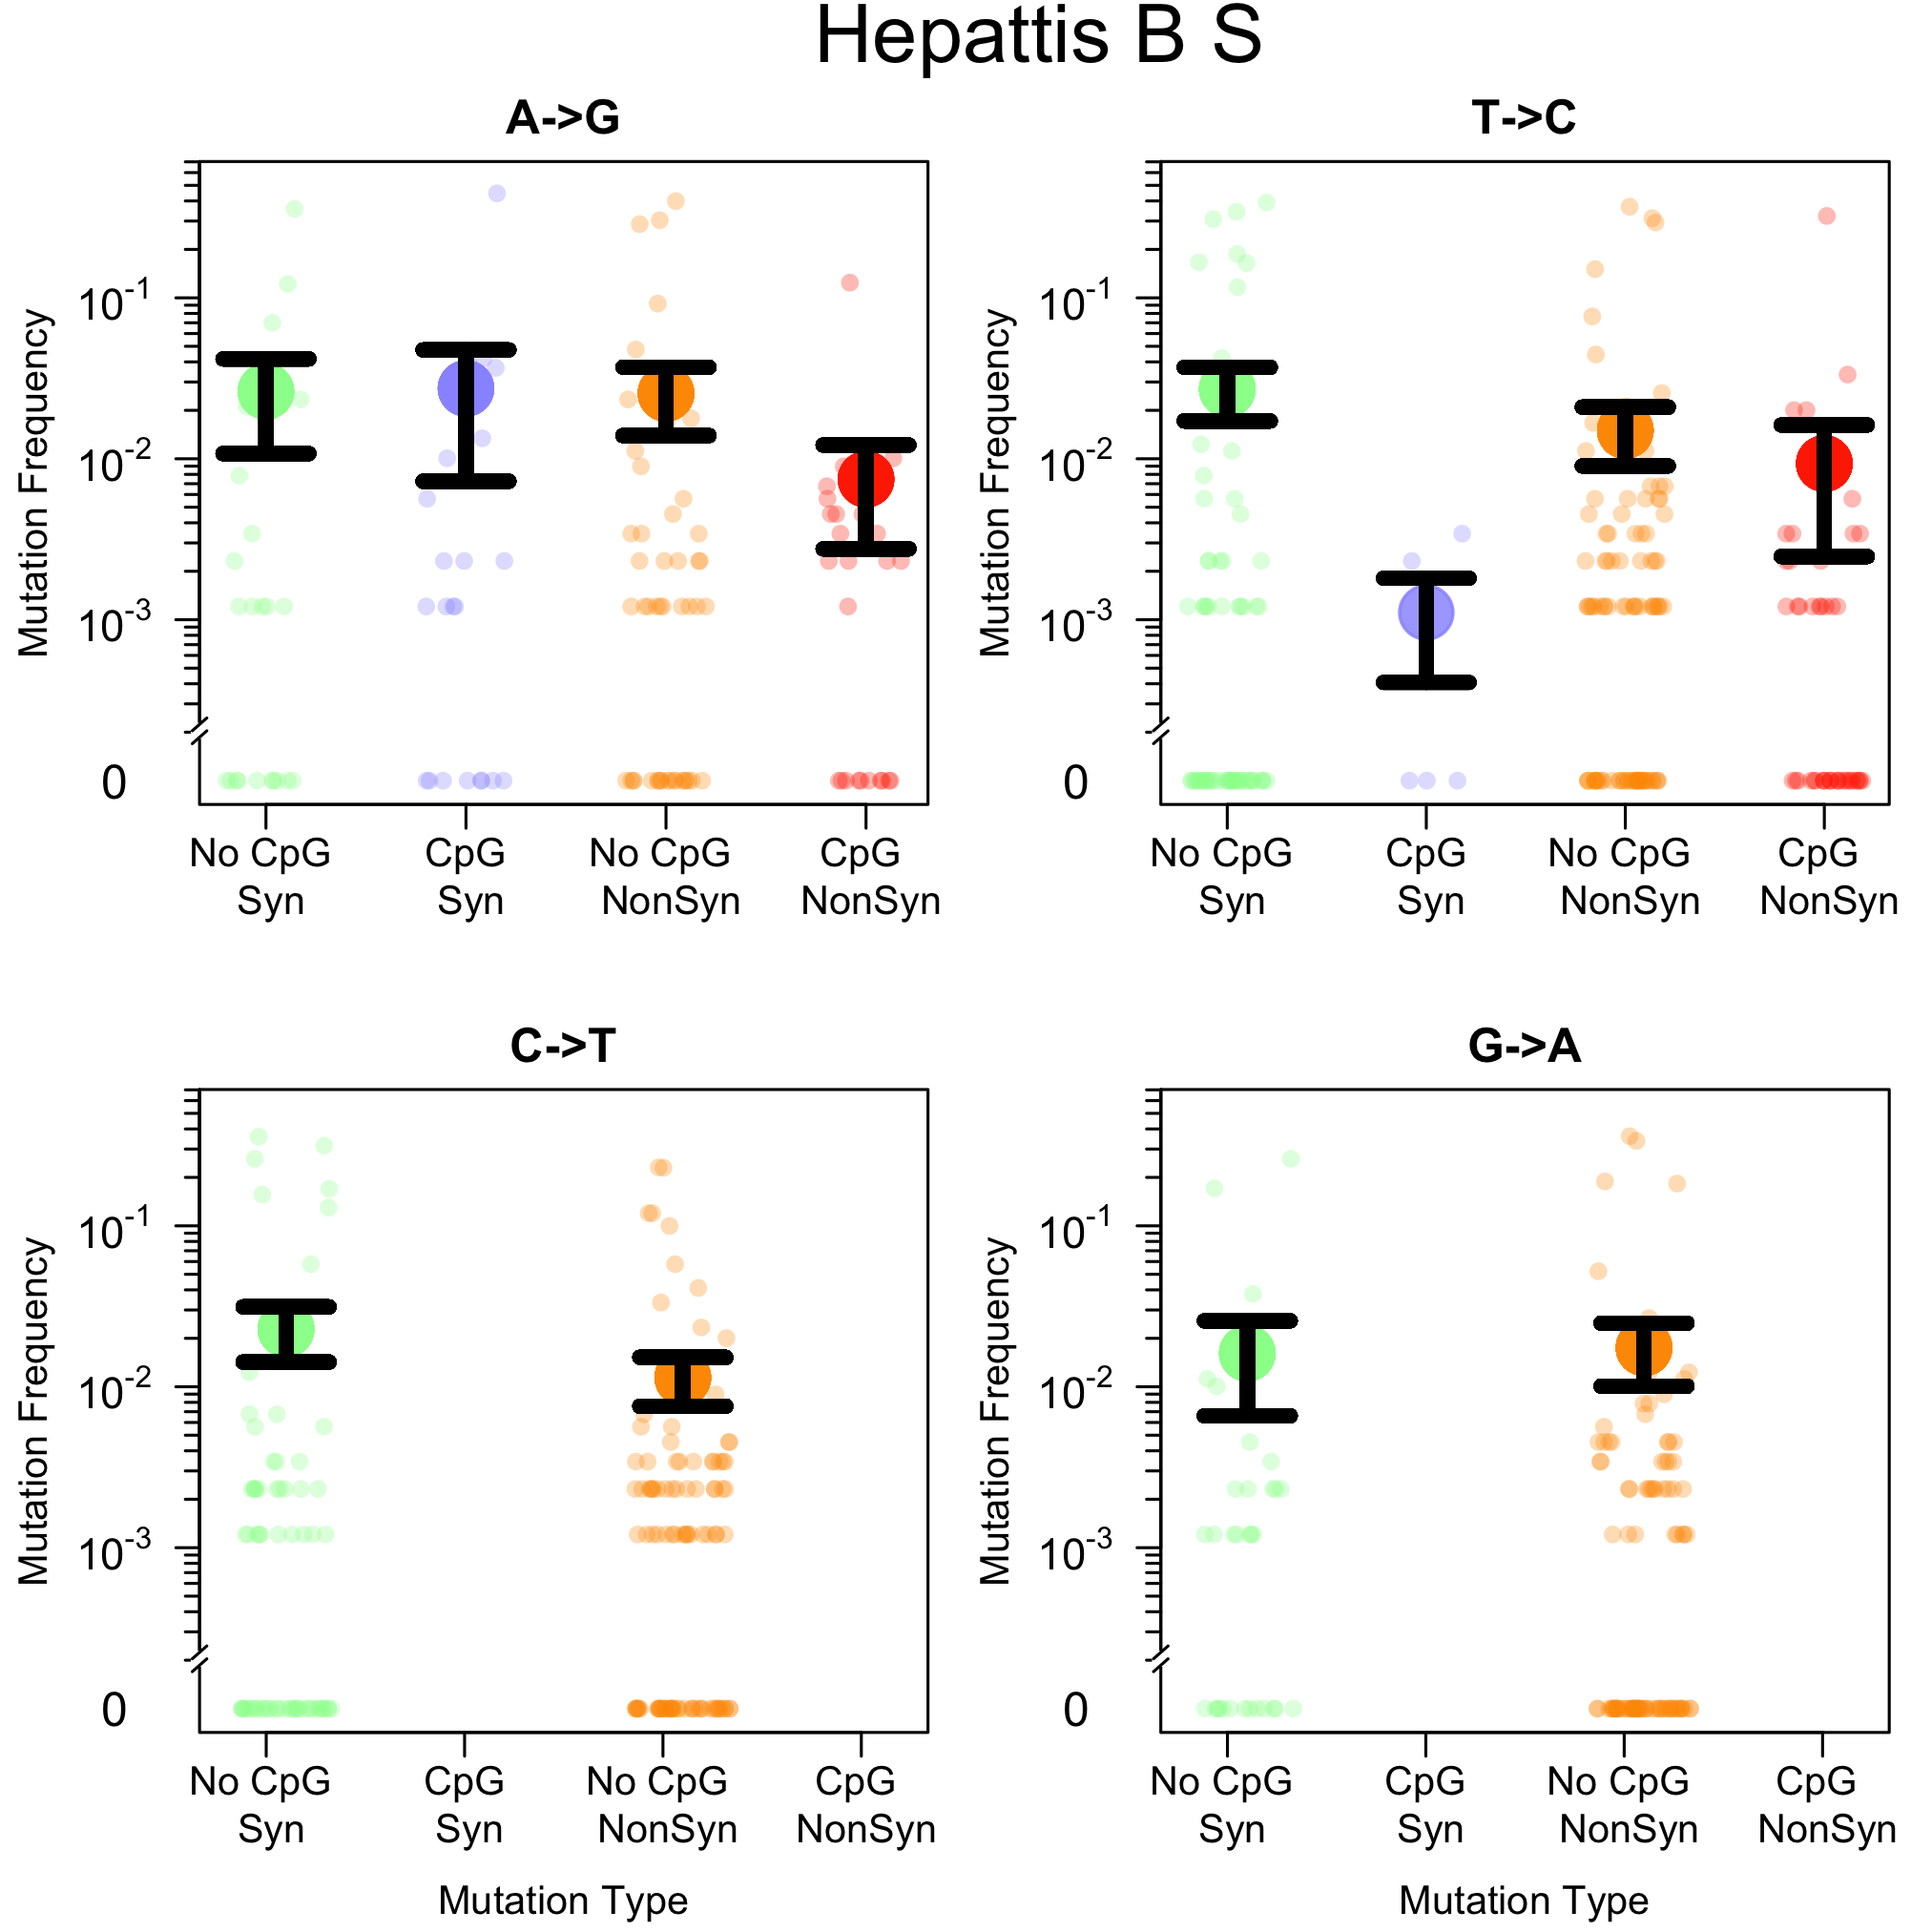 Hepattis B S
A->G
Mutation Frequency
10-1
10-2
10-3
0
No CpG Syn
CpG Syn
No CpG NonSyn
CpG NonSyn
T->C
Mutation Frequency
10-1
10-2
10-3
0
No CpG Syn
CpG Syn
No CpG NonSyn
CpG NonSyn
C->T
Mutation Frequency
10-1
10-2
10-3
0
No CpG Syn
CpG Syn
No CpG NonSyn
CpG NonSyn
Mutation Type
G->A
Mutation Frequency
10-1
10-2
10-3
0
No CpG Syn
CpG Syn
No CpG NonSyn
CpG NonSyn
Mutation Type